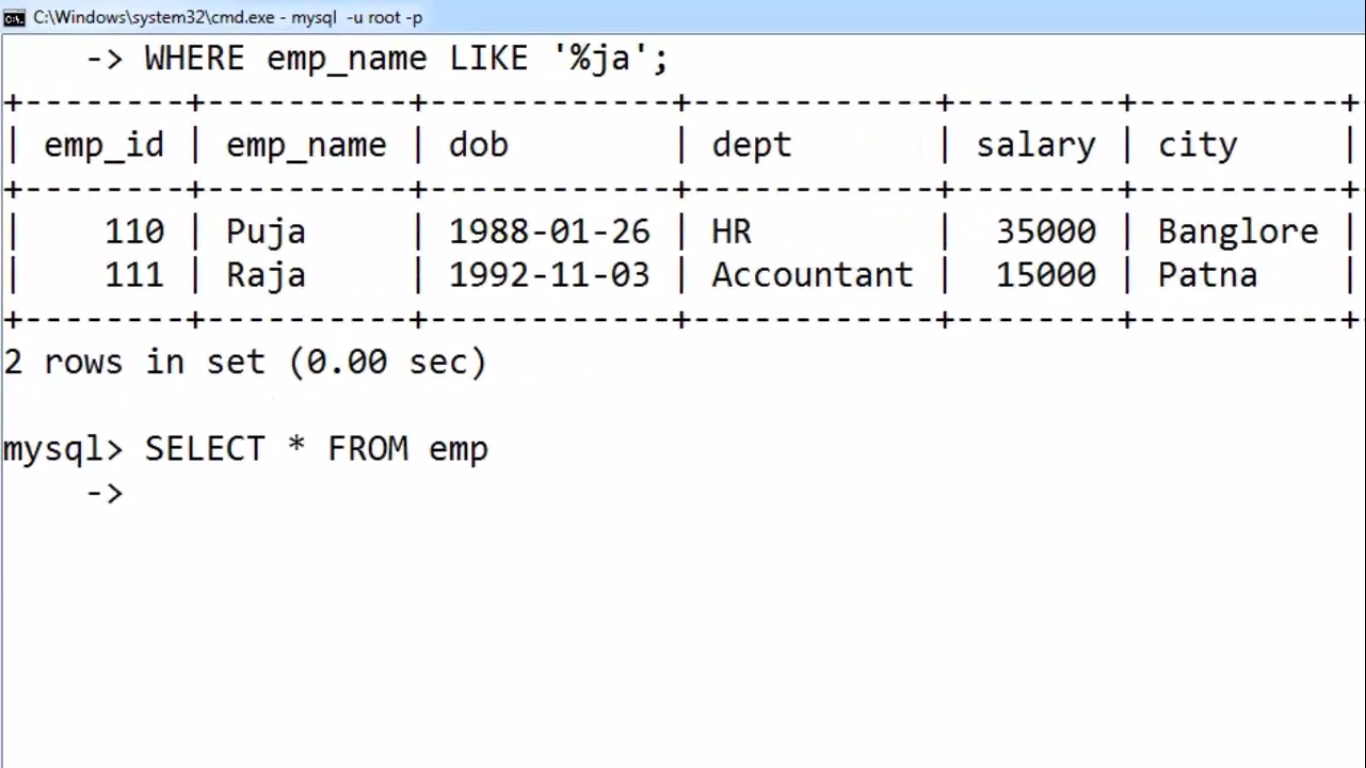 C:\Windows\system32\cmd.exe - mysql  -u root -p
    -> WHERE emp_name LIKE '%ja';
+--------+----------+------------+------------+--------+----------+
| emp_id | emp_name | dob        | dept       | salary | city     |
+--------+----------+------------+------------+--------+----------+
|    110 | Puja     | 1988-01-26 | HR         |  35000 | Banglore |
|    111 | Raja     | 1992-11-03 | Accountant |  15000 | Patna    |
+--------+----------+------------+------------+--------+----------+
2 rows in set (0.00 sec)
mysql> SELECT * FROM emp
    ->